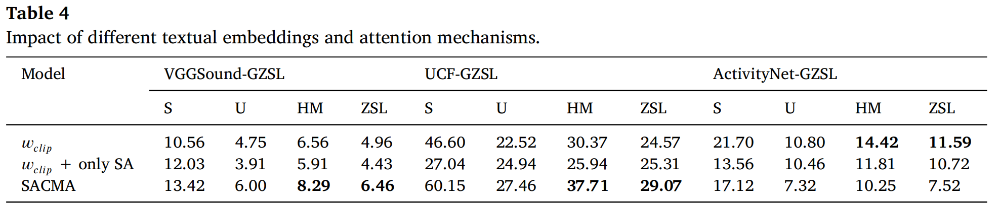 Table 4
Impact of different textual embeddings and attention mechanisms.
Model VGGSound-GZSL UCF-GZSL ActivityNet-GZSL
S U HM ZSL S U HM ZSL S U HM ZSL
w_clip 10.56 4.75 6.56 4.96 46.60 22.52 30.37 24.57 21.70 10.80 14.42 11.59
w_clip + only SA 12.03 3.91 5.91 4.43 27.04 24.94 25.94 25.31 13.56 10.46 11.81 10.72
SACMA 13.42 6.00 8.29 6.46 60.15 27.46 37.71 29.07 17.12 7.32 10.25 7.52